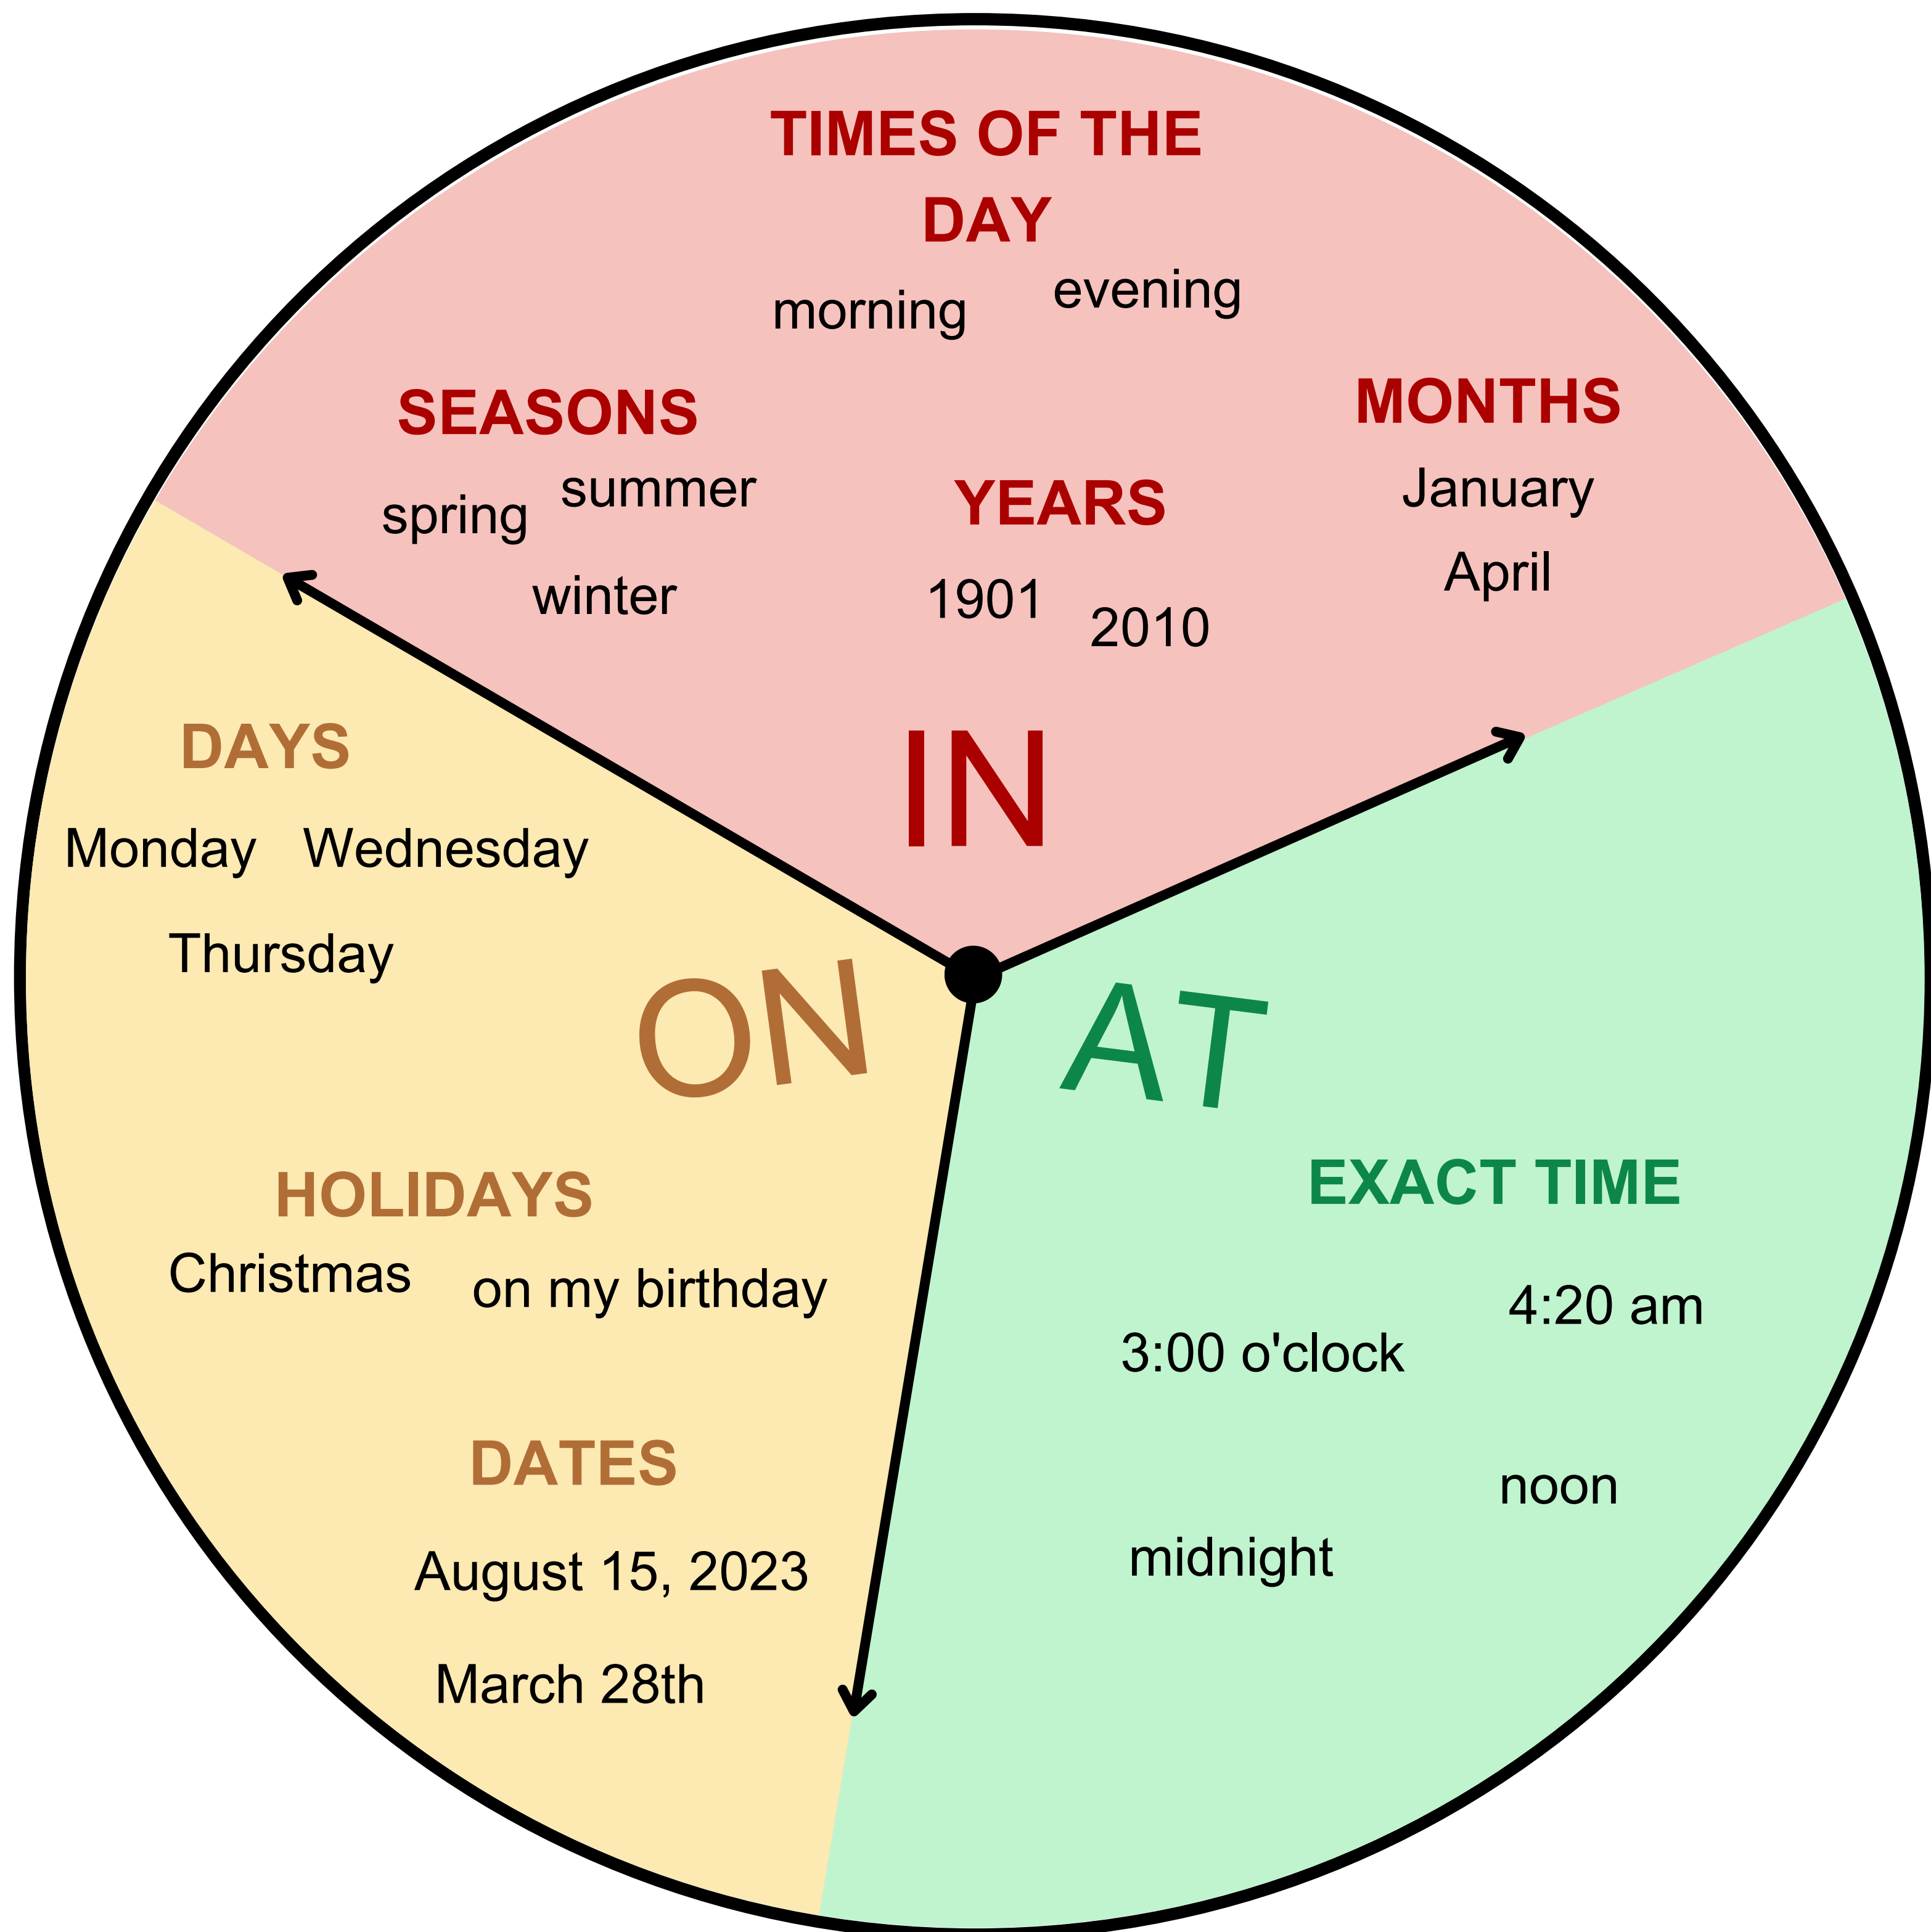 TIMES OF THE
DAY
morning evening
SEASONS
spring summer
winter
YEARS
1901 2010
MONTHS
January
April
IN
DAYS
Monday Wednesday
Thursday
ON
HOLIDAYS
Christmas on my birthday
DATES
August 15, 2023
March 28th
AT
EXACT TIME
4:20 am
3:00 o'clock
noon
midnight